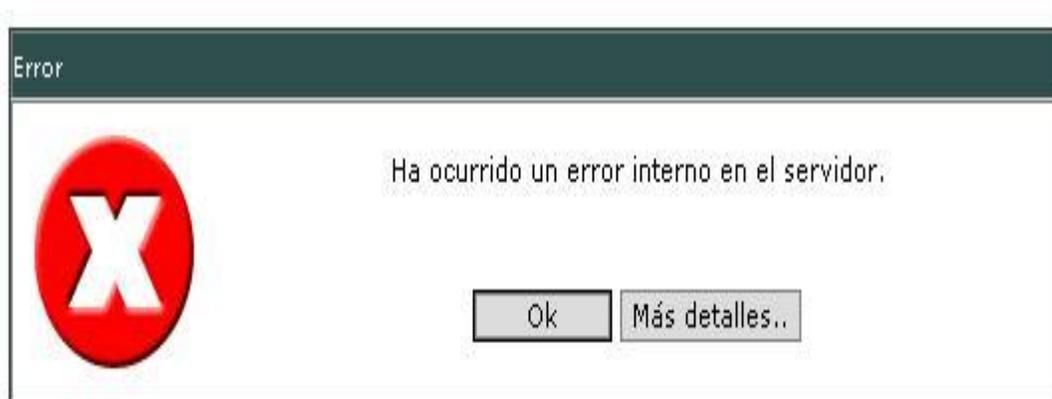 Error
Ha ocurrido un error interno en el servidor.
Ok
Más detalles..